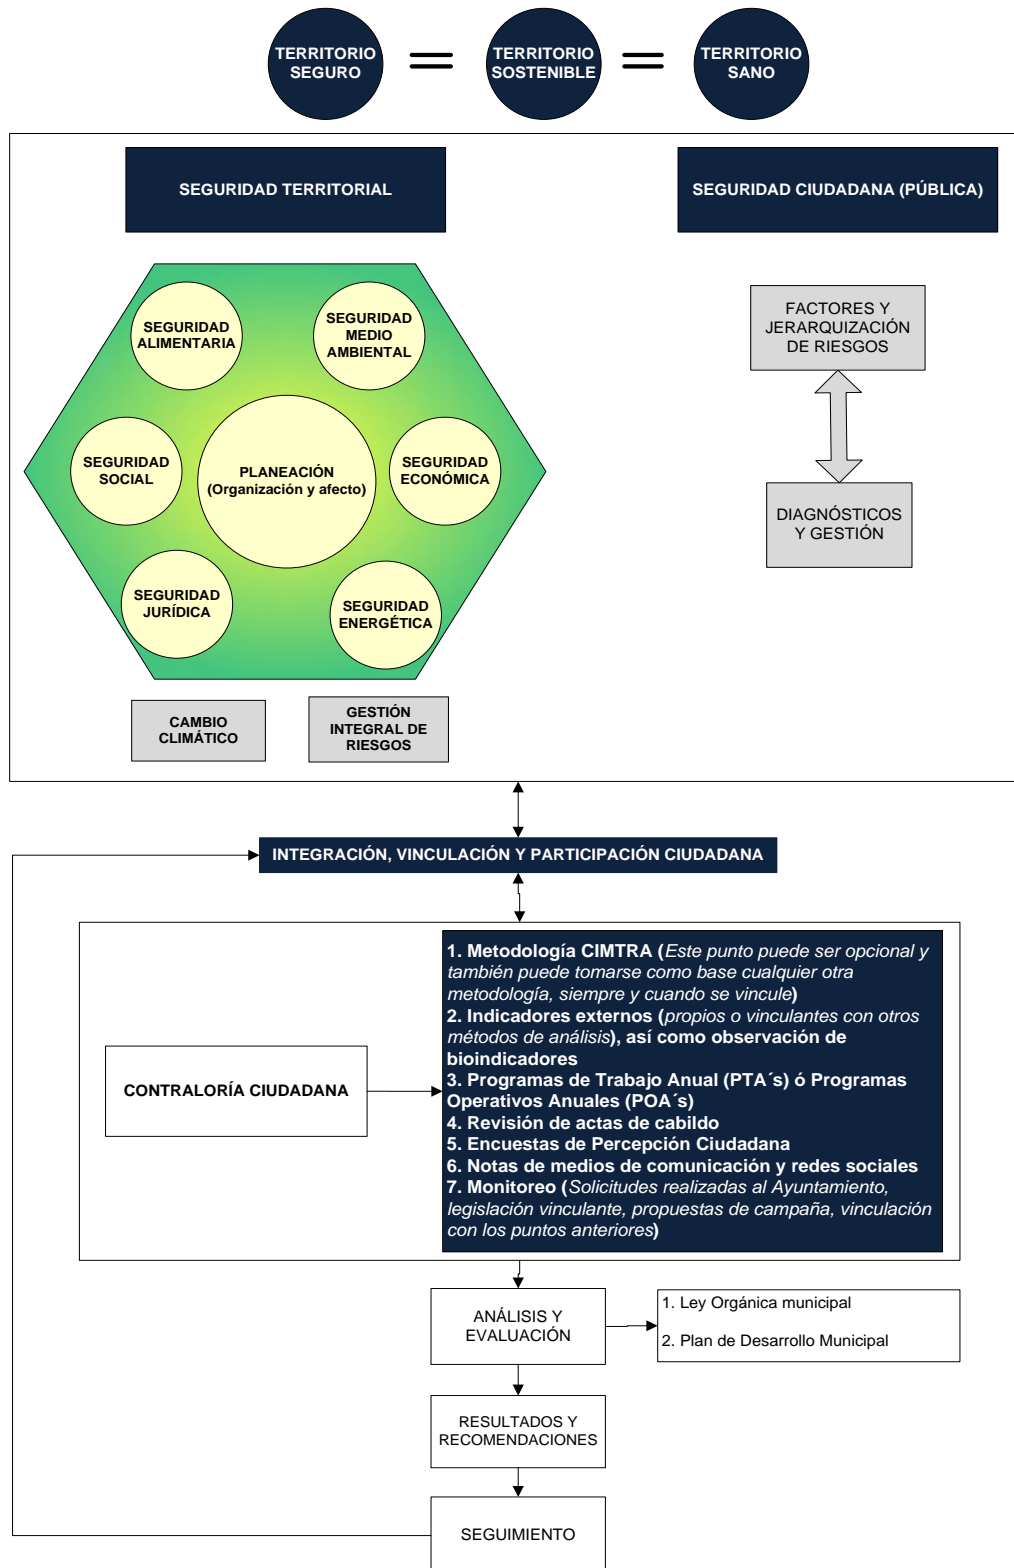 TERRITORIO
SEGURO
=
TERRITORIO
SOSTENIBLE
=
TERRITORIO
SANO
SEGURIDAD TERRITORIAL
SEGURIDAD CIUDADANA (PÚBLICA)
SEGURIDAD
ALIMENTARIA
SEGURIDAD
MEDIO
AMBIENTAL
SEGURIDAD
SOCIAL
PLANEACIÓN
(Organización y afecto)
SEGURIDAD
ECONÓMICA
SEGURIDAD
JURÍDICA
SEGURIDAD
ENERGÉTICA
CAMBIO
CLIMÁTICO
GESTIÓN
INTEGRAL DE
RIESGOS
FACTORES Y
JERARQUIZACIÓN
DE RIESGOS
DIAGNÓSTICOS
Y GESTIÓN
INTEGRACIÓN, VINCULACIÓN Y PARTICIPACIÓN CIUDADANA
CONTRALORÍA CIUDADANA
1. Metodología CIMTRA (Este punto puede ser opcional y
también puede tomarse como base cualquier otra
metodología, siempre y cuando se vincule)
2. Indicadores externos (propios o vinculantes con otros
métodos de análisis), así como observación de
bioindicadores
3. Programas de Trabajo Anual (PTA´s) ó Programas
Operativos Anuales (POA´s)
4. Revisión de actas de cabildo
5. Encuestas de Percepción Ciudadana
6. Notas de medios de comunicación y redes sociales
7. Monitoreo (Solicitudes realizadas al Ayuntamiento,
legislación vinculante, propuestas de campaña, vinculación
con los puntos anteriores)
ANÁLISIS Y
EVALUACIÓN
1. Ley Orgánica municipal
2. Plan de Desarrollo Municipal
RESULTADOS Y
RECOMENDACIONES
SEGUIMIENTO